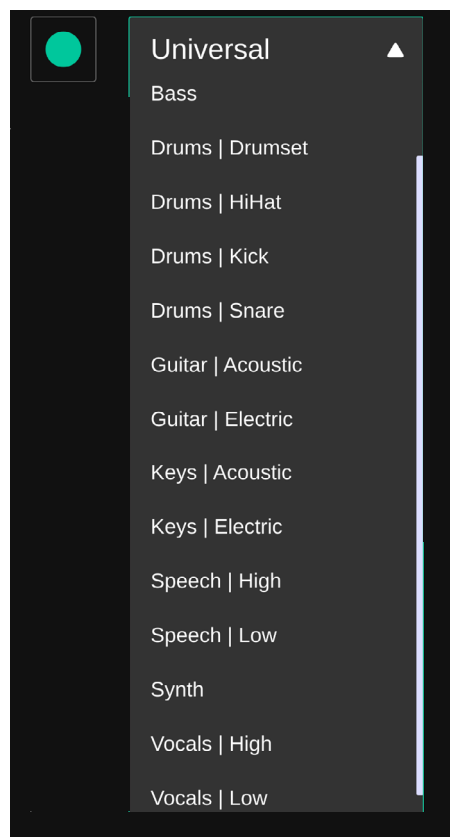 Universal
Bass
Drums | Drumset
Drums | HiHat
Drums | Kick
Drums | Snare
Guitar | Acoustic
Guitar | Electric
Keys | Acoustic
Keys | Electric
Speech | High
Speech | Low
Synth
Vocals | High
Vocals | Low